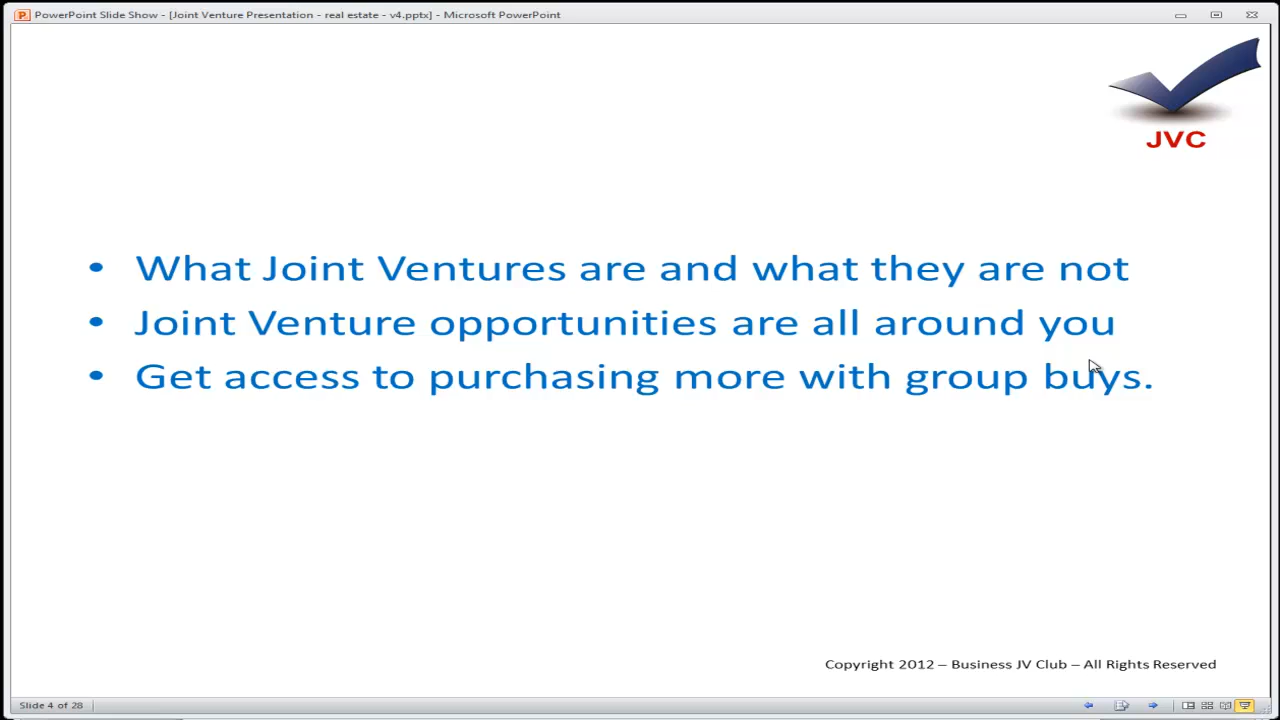 PowerPoint Slide Show - [Joint Venture Presentation - real estate - v4.pptx] - Microsoft PowerPoint
JVC
• What Joint Ventures are and what they are not
• Joint Venture opportunities are all around you
• Get access to purchasing more with group buys.
Copyright 2012 – Business JV Club – All Rights Reserved
Slide 4 of 28